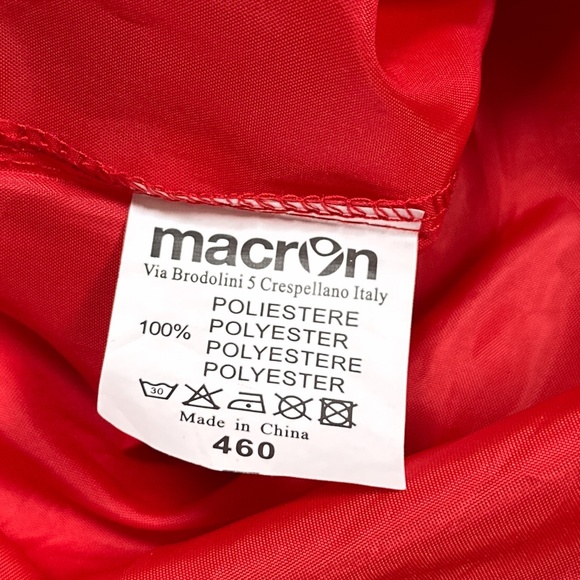 macron
Via Brodolini 5 Crespellano Italy
POLIESTERE
100% POLYESTER
POLYESTERE
POLYESTER
30
Made in China
460